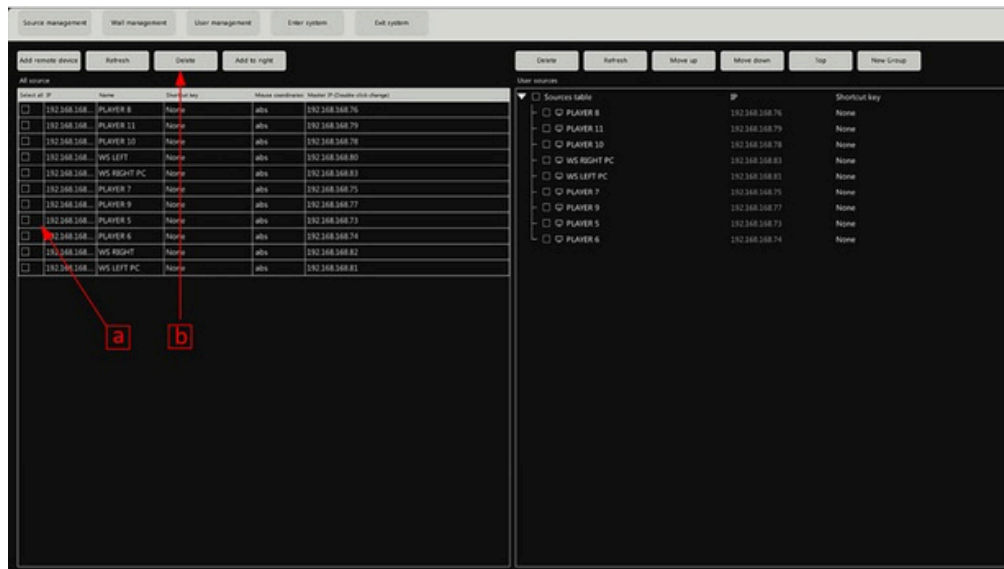 Source management Wall management User management Enter system Exit system
Add remote device Refresh Delete Add to right
Delete Refresh Move up Move down Top New Group
All source
User sources
Select all IP Name Shortcut key Mouse coordinates Master IP (Double-click change)
192.168.168... PLAYER 8 None abs 192.168.168.76
192.168.168... PLAYER 11 None abs 192.168.168.79
192.168.168... PLAYER 10 None abs 192.168.168.78
192.168.168... WS LEFT None abs 192.168.168.80
192.168.168... WS RIGHT PC None abs 192.168.168.83
192.168.168... PLAYER 7 None abs 192.168.168.75
192.168.168... PLAYER 9 None abs 192.168.168.77
192.168.168... PLAYER 5 None abs 192.168.168.73
192.168.168... PLAYER 6 None abs 192.168.168.74
192.168.168... WS RIGHT None abs 192.168.168.82
192.168.168... WS LEFT PC None abs 192.168.168.81
a b
Sources table IP Shortcut key
PLAYER 8 192.168.168.76 None
PLAYER 11 192.168.168.79 None
PLAYER 10 192.168.168.78 None
WS RIGHT PC 192.168.168.83 None
WS LEFT PC 192.168.168.81 None
PLAYER 7 192.168.168.75 None
PLAYER 9 192.168.168.77 None
PLAYER 5 192.168.168.73 None
PLAYER 6 192.168.168.74 None